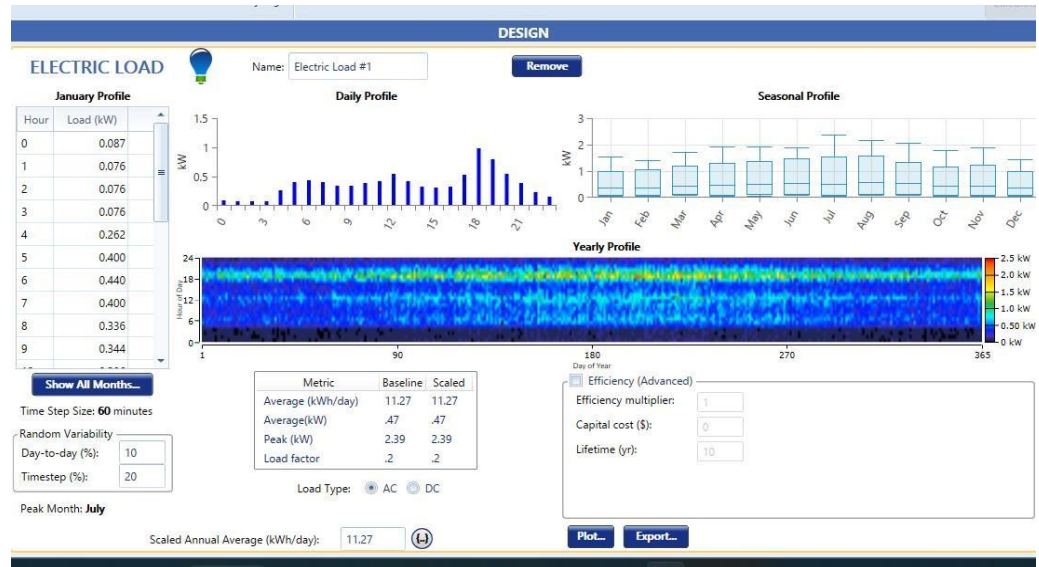 DESIGN
ELECTRIC LOAD
Name: Electric Load #1
Remove
January Profile
Hour Load (kW)
0 0.087
1 0.076
2 0.076
3 0.076
4 0.262
5 0.400
6 0.440
7 0.400
8 0.336
9 0.344
Show All Months...
Time Step Size: 60 minutes
Random Variability
Day-to-day (%): 10
Timestep (%): 20
Peak Month: July
Daily Profile
kW
1.5
1
0.5
0
0 3 6 9 12 15 18 21
Seasonal Profile
kW
3
2
1
0
Jan Feb Mar Apr May Jun Jul Aug Sep Oct Nov Dec
Yearly Profile
Hour of Day
24
18
12
6
0
1 90 180 270 365
Day of Year
2.5 kW
2.0 kW
1.5 kW
1.0 kW
0.50 kW
0 kW
Metric Baseline Scaled
Average (kWh/day) 11.27 11.27
Average(kW) .47 .47
Peak (kW) 2.39 2.39
Load factor .2 .2
Load Type: AC DC
Scaled Annual Average (kWh/day): 11.27 {..}
Efficiency (Advanced)
Efficiency multiplier: 1
Capital cost ($): 0
Lifetime (yr): 10
Plot... Export...